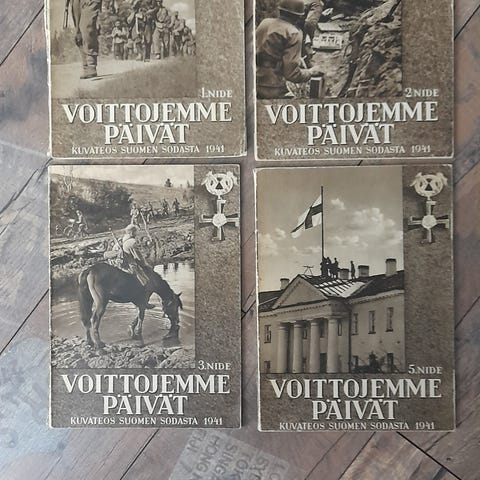 1.NIDE
VOITTOJEMME
PÄIVÄT
KUVATEOS SUOMEN SODASTA 1941
2 NIDE
VOITTOJEMME
PÄIVÄT
KUVATEOS SUOMEN SODASTA 1941
3.NIDE
VOITTOJEMME
PÄIVÄT
KUVATEOS SUOMEN SODASTA 1941
5.NIDE
VOITTOJEMME
PÄIVÄT
KUVATEOS SUOMEN SODASTA 1941